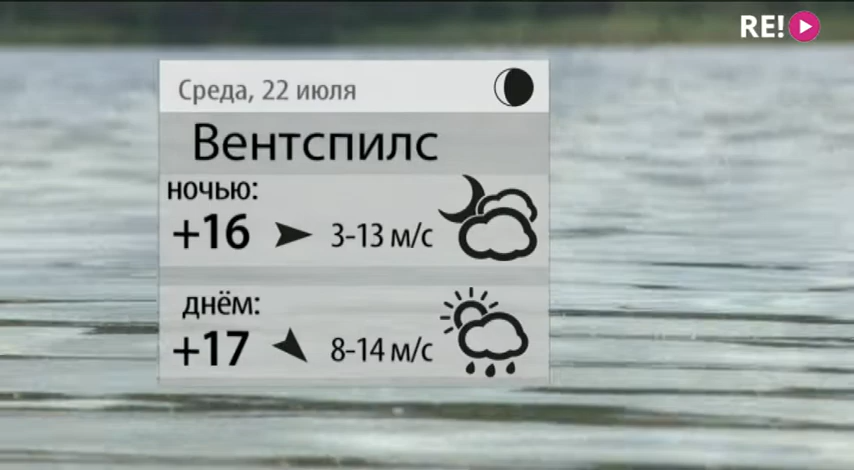 RE!
Среда, 22 июля
Вентспилс
ночью:
+16 3-13 м/с
днём:
+17 8-14 м/с